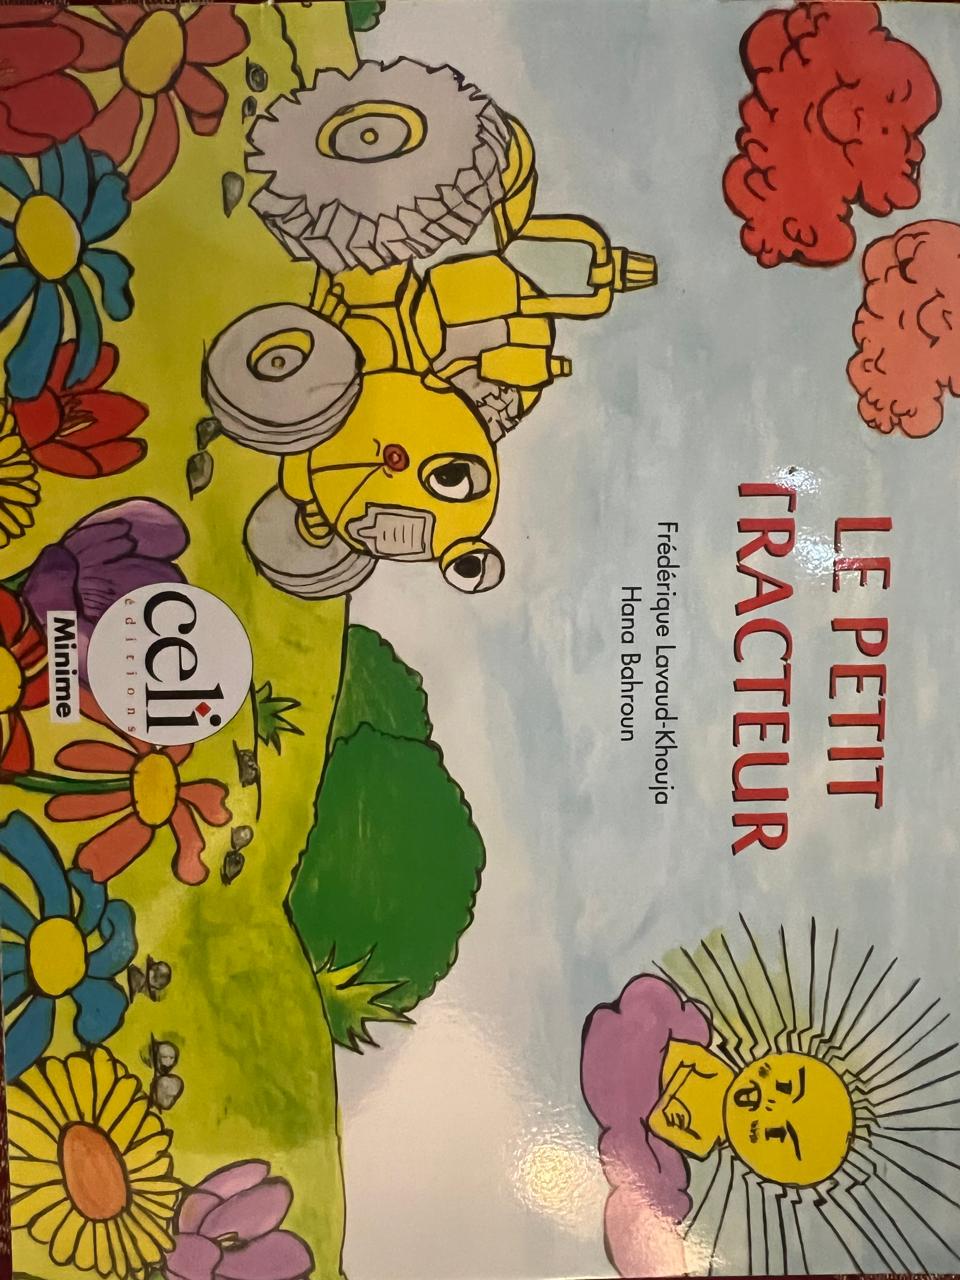 LE PETIT
TRACTEUR
Frédérique Lavaud-Khouja
Hana Bahroun
celi
éditions
Minime